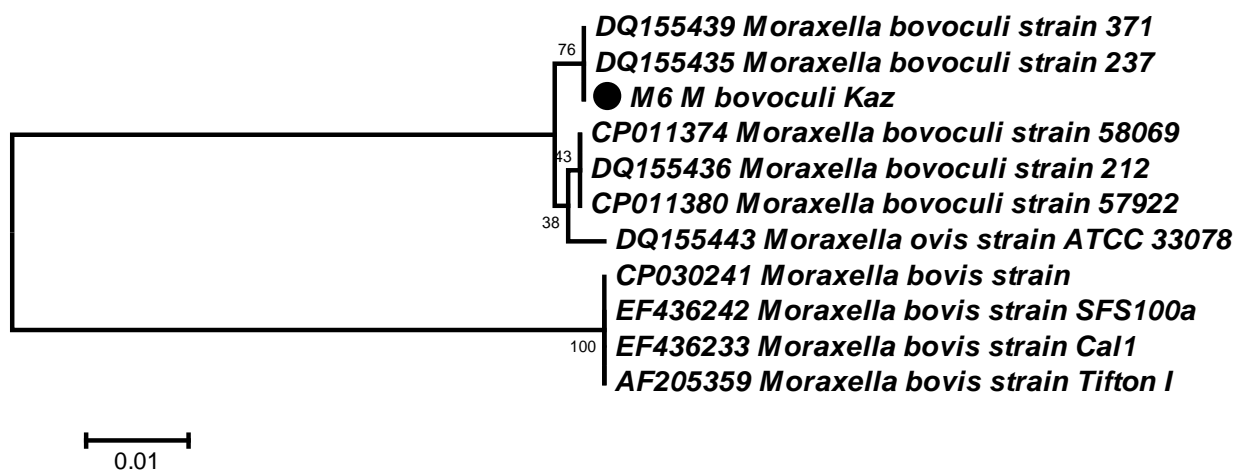 DQ155439 Moraxella bovoculi strain 371
76
DQ155435 Moraxella bovoculi strain 237
M6 M bovoculi Kaz
CP011374 Moraxella bovoculi strain 58069
43
DQ155436 Moraxella bovoculi strain 212
CP011380 Moraxella bovoculi strain 57922
38
DQ155443 Moraxella ovis strain ATCC 33078
CP030241 Moraxella bovis strain
EF436242 Moraxella bovis strain SFS100a
100
EF436233 Moraxella bovis strain Cal1
AF205359 Moraxella bovis strain Tifton I
0.01